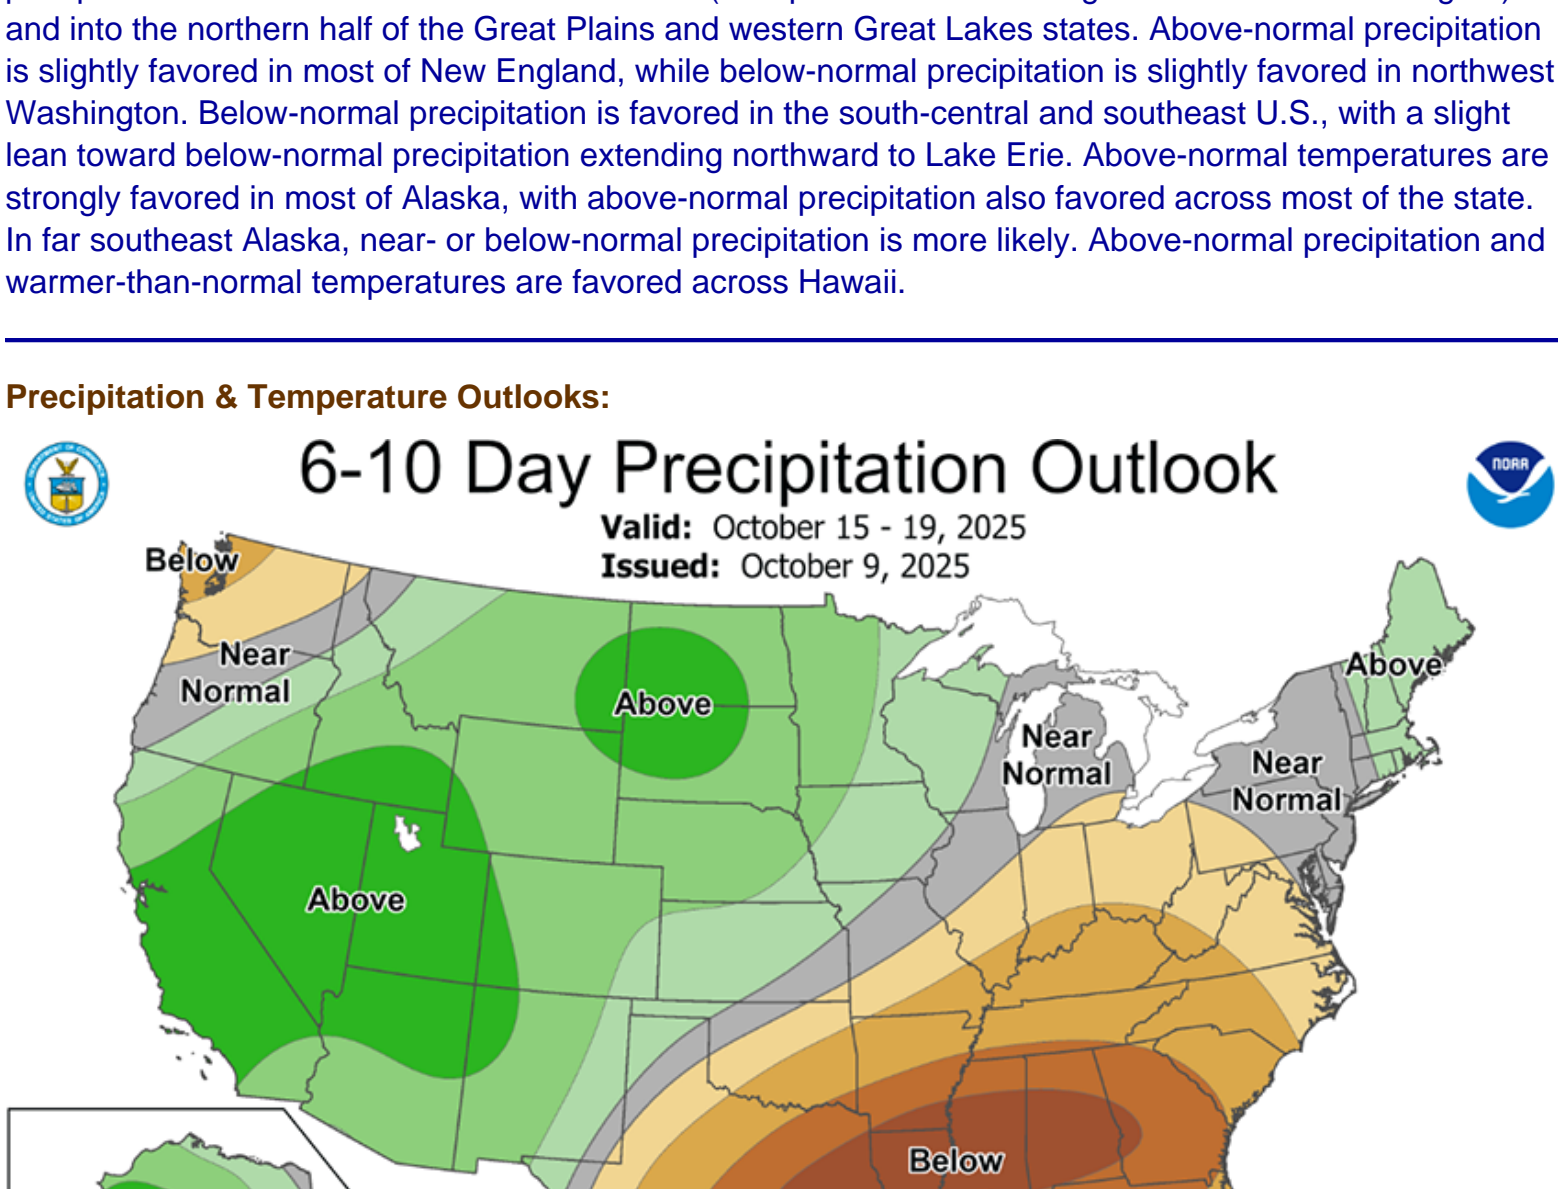 and into the northern half of the Great Plains and western Great Lakes states. Above-normal precipitation
is slightly favored in most of New England, while below-normal precipitation is slightly favored in northwest
Washington. Below-normal precipitation is favored in the south-central and southeast U.S., with a slight
lean toward below-normal precipitation extending northward to Lake Erie. Above-normal temperatures are
strongly favored in most of Alaska, with above-normal precipitation also favored across most of the state.
In far southeast Alaska, near- or below-normal precipitation is more likely. Above-normal precipitation and
warmer-than-normal temperatures are favored across Hawaii.
Precipitation & Temperature Outlooks:
6-10 Day Precipitation Outlook
NOAA
Valid: October 15 - 19, 2025
Issued: October 9, 2025
Below
Near
Normal
Above
Above
Near
Normal
Near
Normal
Above
Above
Below